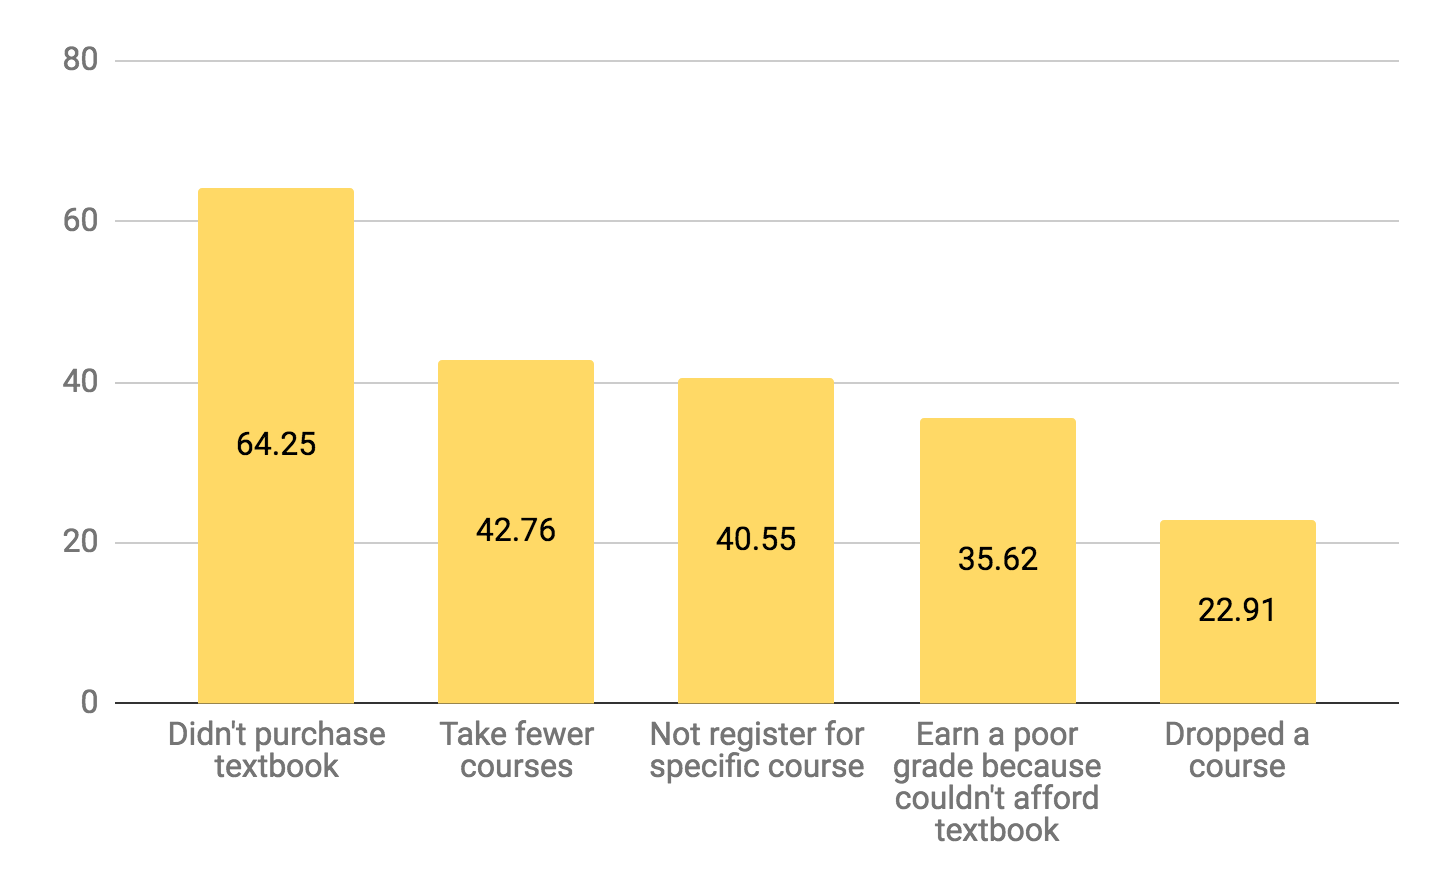 80
60
40
20
0
64.25
42.76
40.55
35.62
22.91
Didn't purchase
textbook
Take fewer
courses
Not register for
specific course
Earn a poor
grade because
couldn't afford
textbook
Dropped a
course